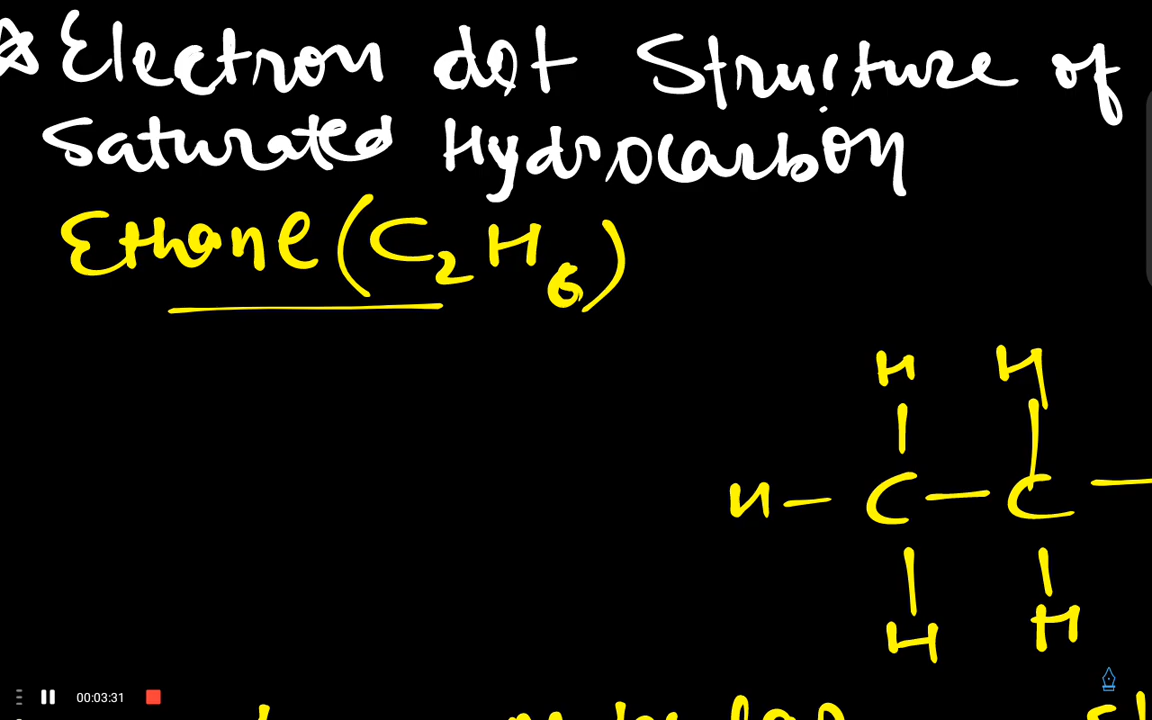 ☆ Electron dot Structure of
Saturated Hydrocarbon
Ethane (C₂H₆)
H H
H - C - C -
H H
00:03:31